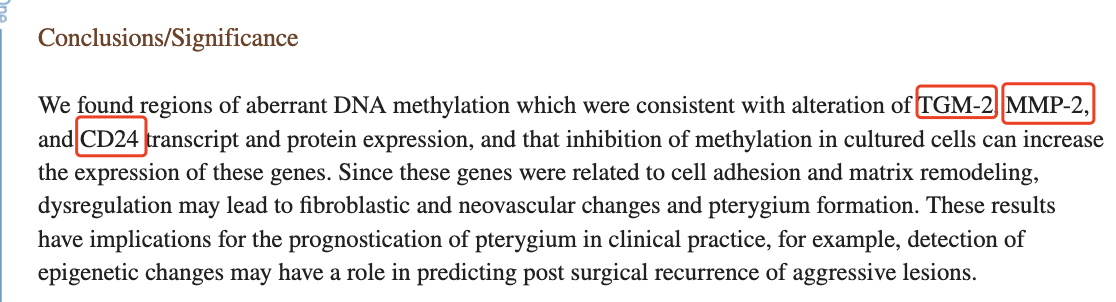 One
Conclusions/Significance
We found regions of aberrant DNA methylation which were consistent with alteration of TGM-2 MMP-2,
and CD24 transcript and protein expression, and that inhibition of methylation in cultured cells can increase
the expression of these genes. Since these genes were related to cell adhesion and matrix remodeling,
dysregulation may lead to fibroblastic and neovascular changes and pterygium formation. These results
have implications for the prognostication of pterygium in clinical practice, for example, detection of
epigenetic changes may have a role in predicting post surgical recurrence of aggressive lesions.